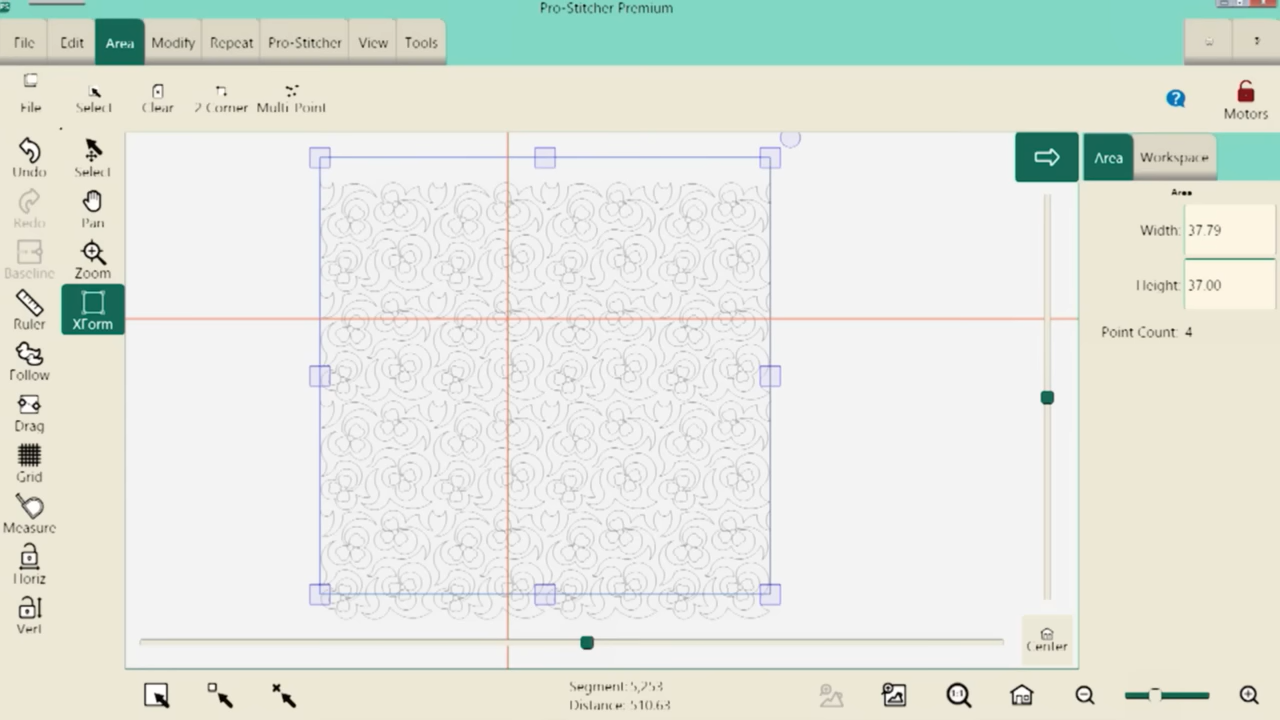 Pro-Stitcher Premium
File Edit Area Modify Repeat Pro-Stitcher View Tools
File Select Clear 2 Corner Multi Point
Motors
Undo Select
Redo Pan
Baseline Zoom
Ruler XForm
Follow
Drag
Grid
Measure
Horiz
Vert
Area Workspace
Area
Width: 37.79
Height: 37.00
Point Count: 4
Center
Segment: 5,253
Distance: 510.63
1:1